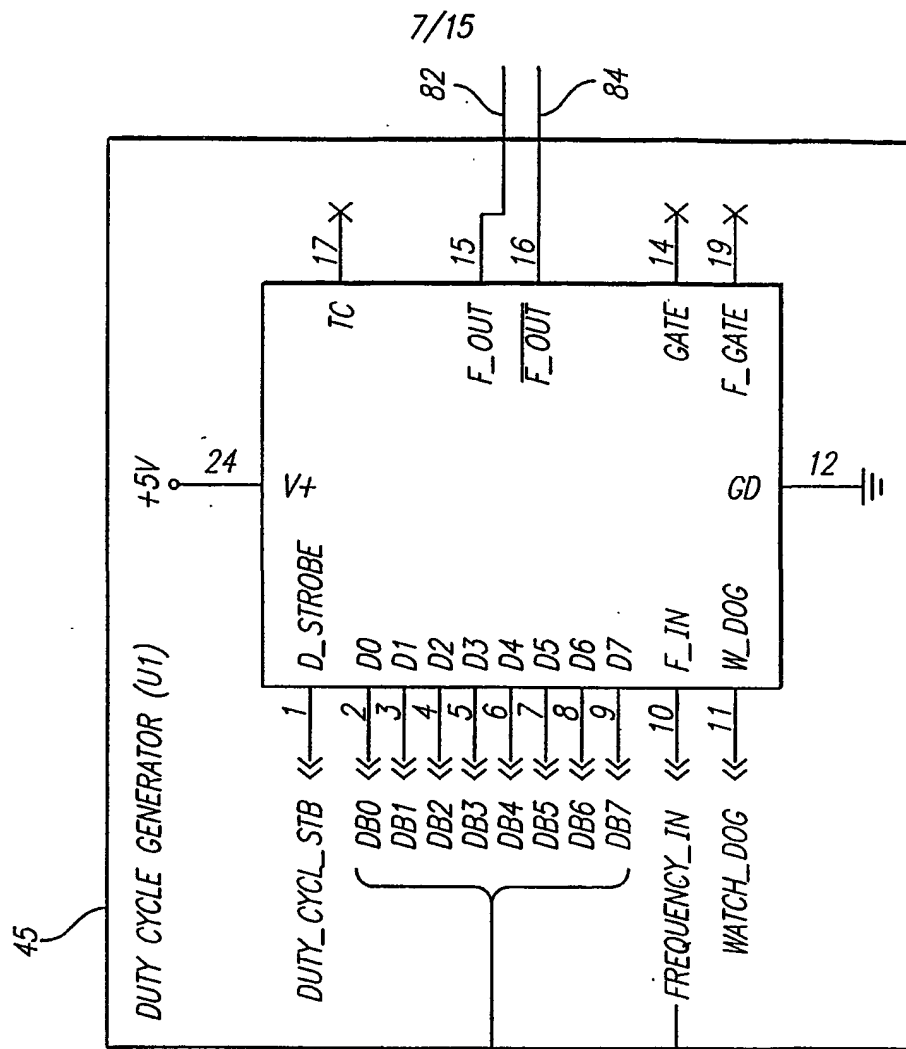 7/15
45
DUTY CYCLE GENERATOR (U1)
+5V
24
V+
DUTY_CYCL_STB 1 D_STROBE
DB0 2 D0
DB1 3 D1
DB2 4 D2
DB3 5 D3
DB4 6 D4
DB5 7 D5
DB6 8 D6
DB7 9 D7
FREQUENCY_IN 10 F_IN
WATCH_DOG 11 W_DOG
TC 17
F_OUT 15
F_OUT 16
GATE 14
F_GATE 19
GD
12
82
84